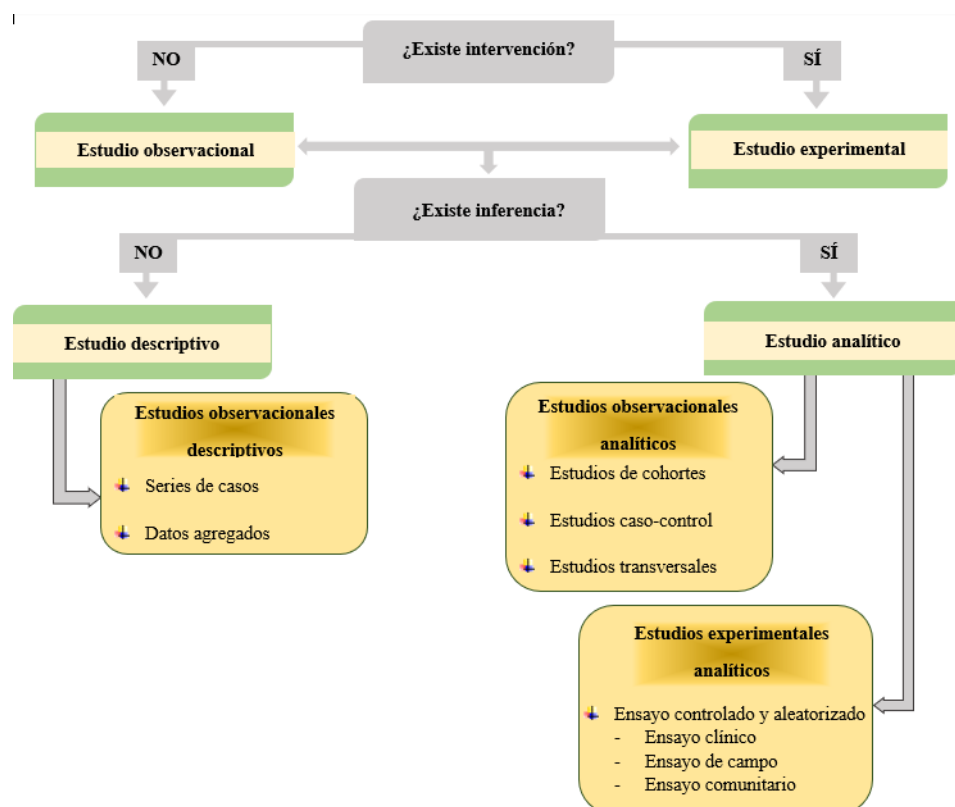 ¿Existe intervención?
NO
SÍ
Estudio observacional
Estudio experimental
¿Existe inferencia?
NO
SÍ
Estudio descriptivo
Estudio analítico
Estudios observacionales
descriptivos
Series de casos
Datos agregados
Estudios observacionales
analíticos
Estudios de cohortes
Estudios caso-control
Estudios transversales
Estudios experimentales
analíticos
Ensayo controlado y aleatorizado
- Ensayo clínico
- Ensayo de campo
- Ensayo comunitario